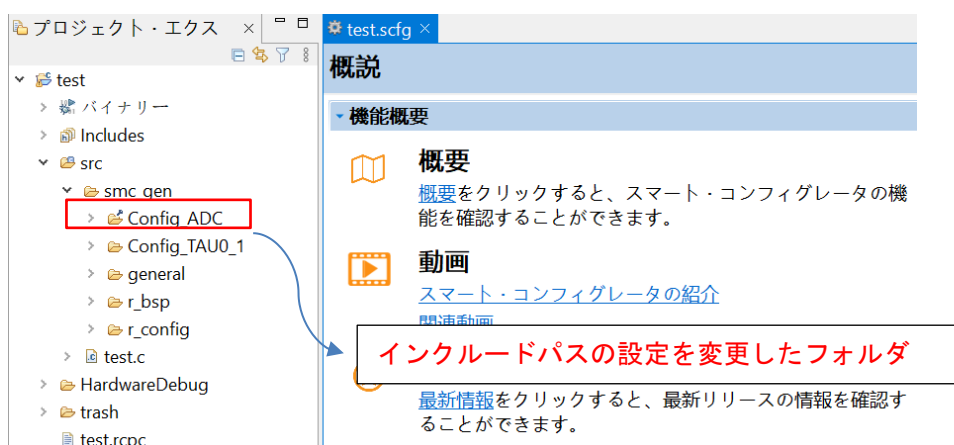 プロジェクト・エクス
test
バイナリー
Includes
src
smc_gen
Config_ADC
Config_TAU0_1
general
r_bsp
r_config
test.c
HardwareDebug
trash
test.rcpc
test.scfg
概説
機能概要
概要
概要をクリックすると、スマート・コンフィグレータの機
能を確認することができます。
動画
スマート・コンフィグレータの紹介
関連動画
インクルードパスの設定を変更したフォルダ
最新情報をクリックすると、最新リリースの情報を確認す
ることができます。